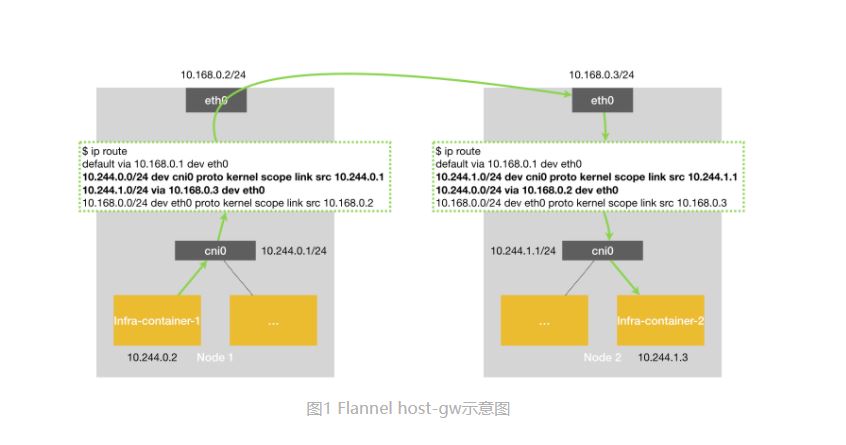 10.168.0.2/24
eth0
$ ip route
default via 10.168.0.1 dev eth0
10.244.0.0/24 dev cni0 proto kernel scope link src 10.244.0.1
10.244.1.0/24 via 10.168.0.3 dev eth0
10.168.0.0/24 dev eth0 proto kernel scope link src 10.168.0.2
cni0
10.244.0.1/24
Infra-container-1
...
10.244.0.2
Node 1
10.168.0.3/24
eth0
$ ip route
default via 10.168.0.1 dev eth0
10.244.1.0/24 dev cni0 proto kernel scope link src 10.244.1.1
10.244.0.0/24 via 10.168.0.2 dev eth0
10.168.0.0/24 dev eth0 proto kernel scope link src 10.168.0.3
10.244.1.1/24
cni0
...
Infra-container-2
Node 2
10.244.1.3
图1 Flannel host-gw示意图